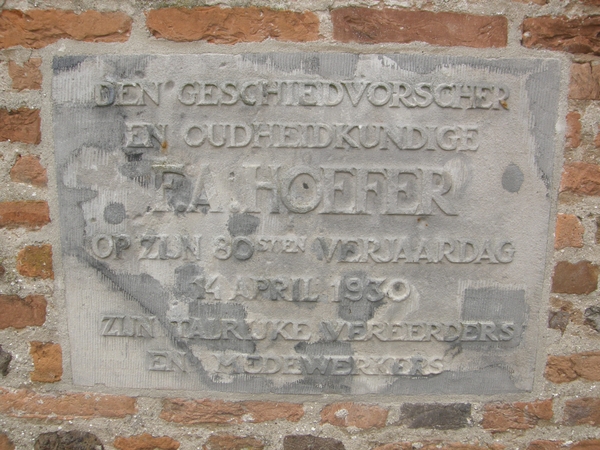 DEN GESCHIEDVORSCHER
EN OUDHEIDKUNDIGE
F.A. HOEFER
OP ZIJN 80STEN VERJAARDAG
14 APRIL 1930
ZIJN TALRIJKE VEREERDERS
EN MEDEWERKERS